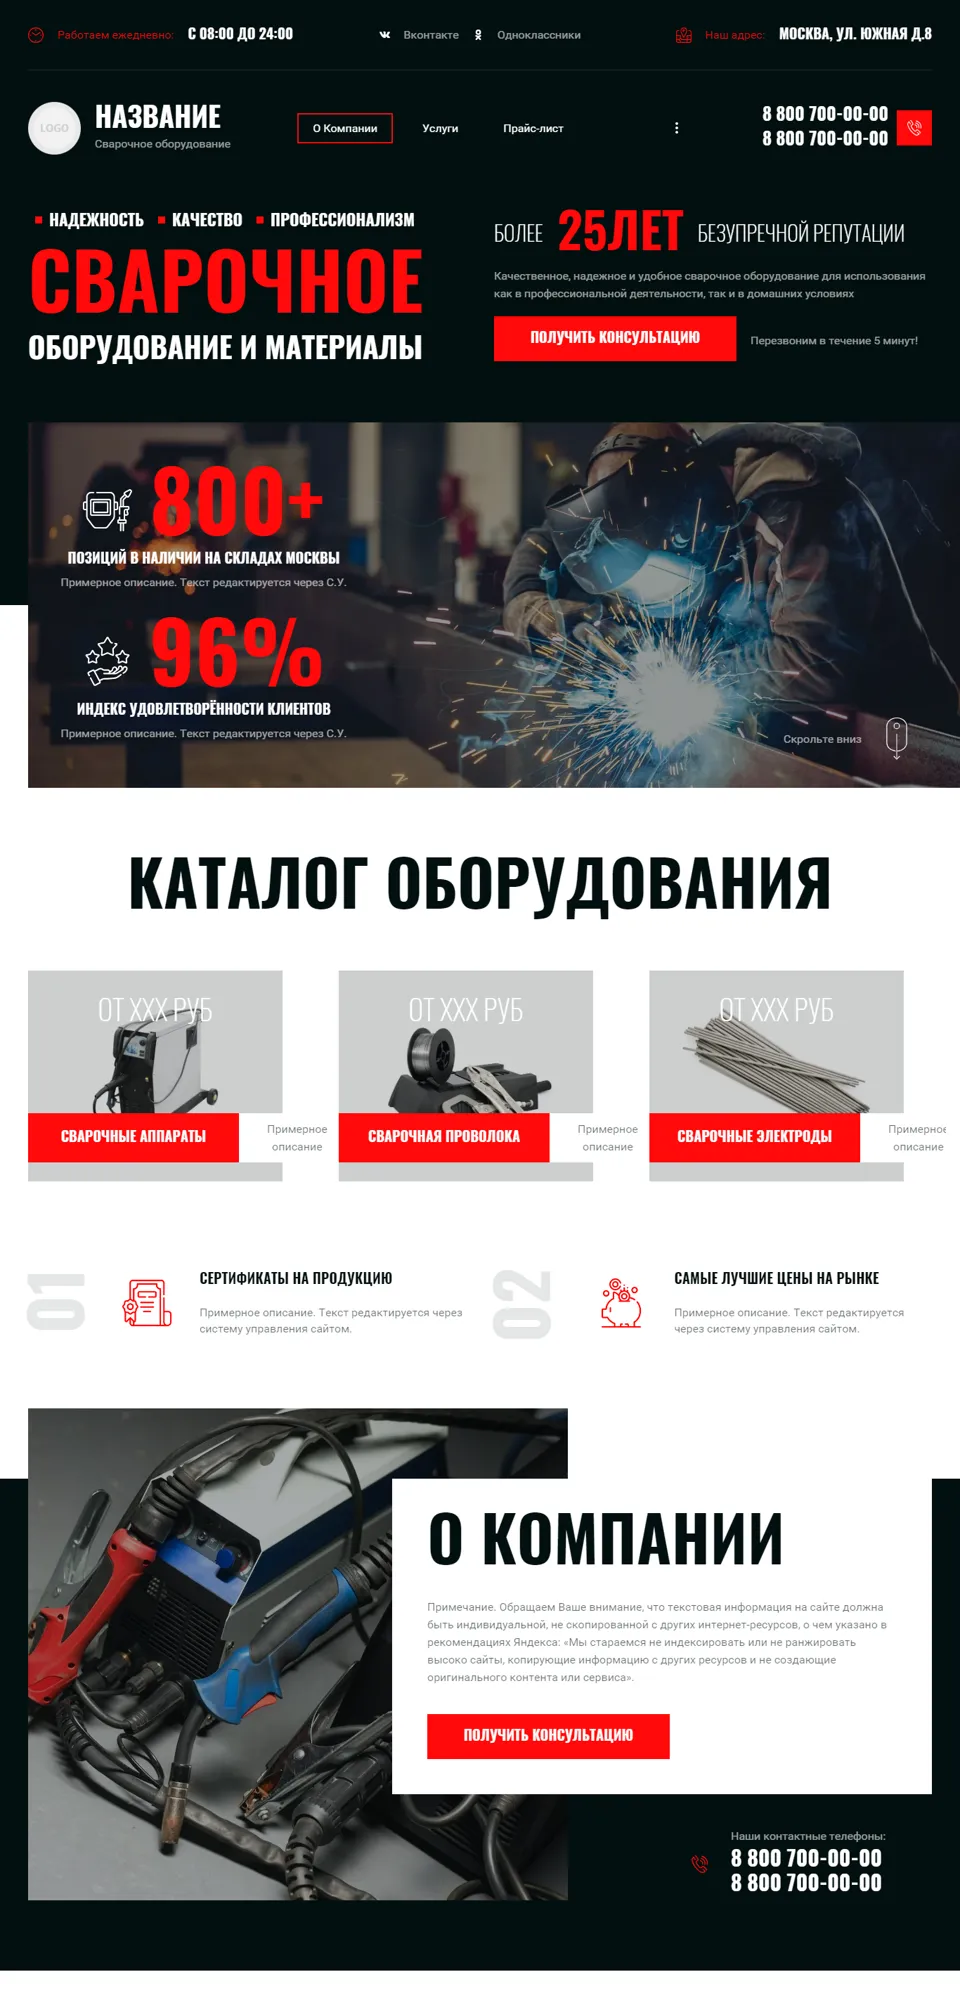 Работаем ежедневно: С 08:00 ДО 24:00
Вконтакте
Одноклассники
Наш адрес: МОСКВА, УЛ. ЮЖНАЯ Д.8
LOGO
НАЗВАНИЕ
Сварочное оборудование
О Компании
Услуги
Прайс-лист
8 800 700-00-00
8 800 700-00-00
НАДЕЖНОСТЬ КАЧЕСТВО ПРОФЕССИОНАЛИЗМ
СВАРОЧНОЕ
ОБОРУДОВАНИЕ И МАТЕРИАЛЫ
БОЛЕЕ 25ЛЕТ БЕЗУПРЕЧНОЙ РЕПУТАЦИИ
Качественное, надежное и удобное сварочное оборудование для использования
как в профессиональной деятельности, так и в домашних условиях
ПОЛУЧИТЬ КОНСУЛЬТАЦИЮ
Перезвоним в течение 5 минут!
800+
ПОЗИЦИЙ В НАЛИЧИИ НА СКЛАДАХ МОСКВЫ
Примерное описание. Текст редактируется через С.У.
96%
ИНДЕКС УДОВЛЕТВОРЁННОСТИ КЛИЕНТОВ
Примерное описание. Текст редактируется через С.У.
Скрольте вниз
КАТАЛОГ ОБОРУДОВАНИЯ
ОТ XXX РУБ
СВАРОЧНЫЕ АППАРАТЫ
Примерное
описание
ОТ XXX РУБ
СВАРОЧНАЯ ПРОВОЛОКА
Примерное
описание
ОТ XXX РУБ
СВАРОЧНЫЕ ЭЛЕКТРОДЫ
Примерное
описание
01
СЕРТИФИКАТЫ НА ПРОДУКЦИЮ
Примерное описание. Текст редактируется через
систему управления сайтом.
02
САМЫЕ ЛУЧШИЕ ЦЕНЫ НА РЫНКЕ
Примерное описание. Текст редактируется
через систему управления сайтом.
О КОМПАНИИ
Примечание. Обращаем Ваше внимание, что текстовая информация на сайте должна
быть индивидуальной, не скопированной с других интернет-ресурсов, о чем указано в
рекомендациях Яндекса: «Мы стараемся не индексировать или не ранжировать
высоко сайты, копирующие информацию с других ресурсов и не создающие
оригинального контента или сервиса».
ПОЛУЧИТЬ КОНСУЛЬТАЦИЮ
Наши контактные телефоны:
8 800 700-00-00
8 800 700-00-00